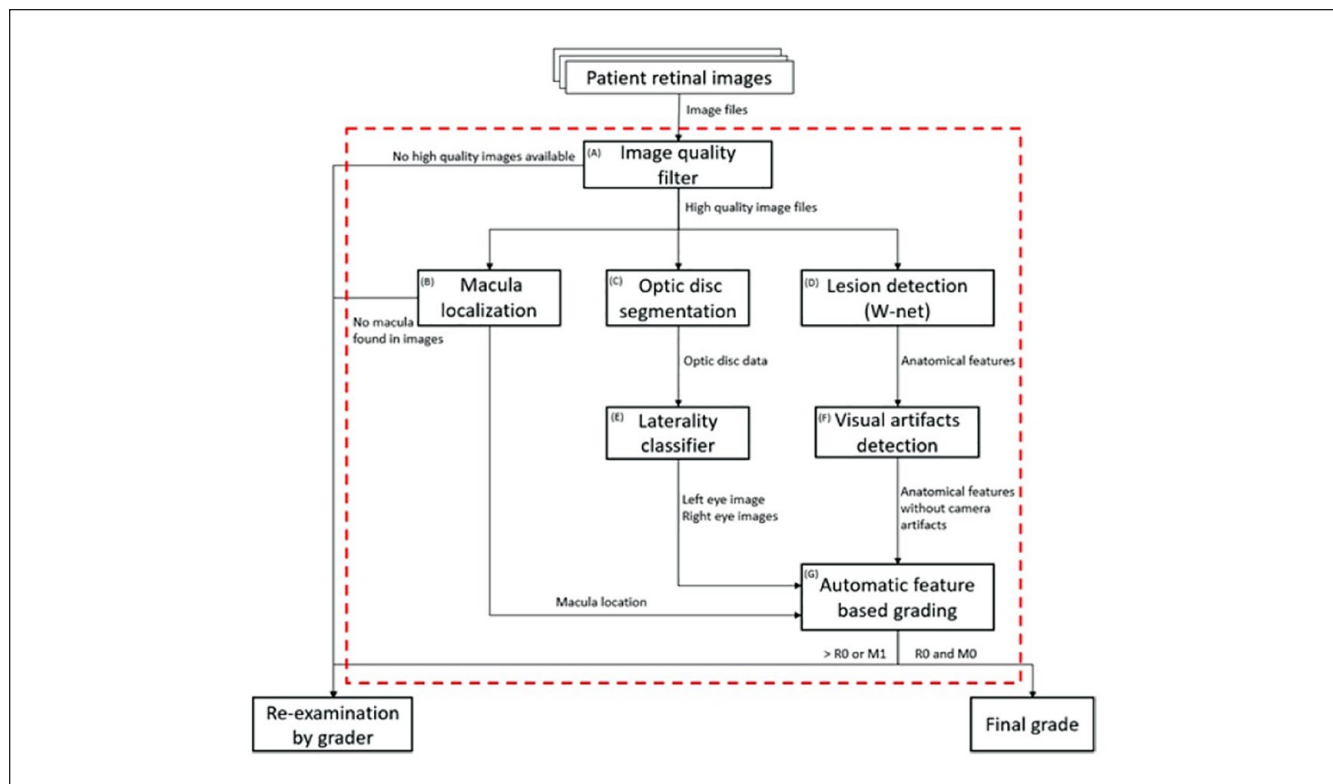 Patient retinal images
Image files
No high quality images available
(A)
Image quality
filter
High quality image files
(B)
Macula
localization
(C)
Optic disc
segmentation
(D)
Lesion detection
(W-net)
No macula
found in images
Optic disc data
Anatomical features
(E)
Laterality
classifier
(F)
Visual artifacts
detection
Left eye image
Right eye images
Anatomical features
without camera
artifacts
(G)
Automatic feature
based grading
Macula location
> R0 or M1
R0 and M0
Re-examination
by grader
Final grade